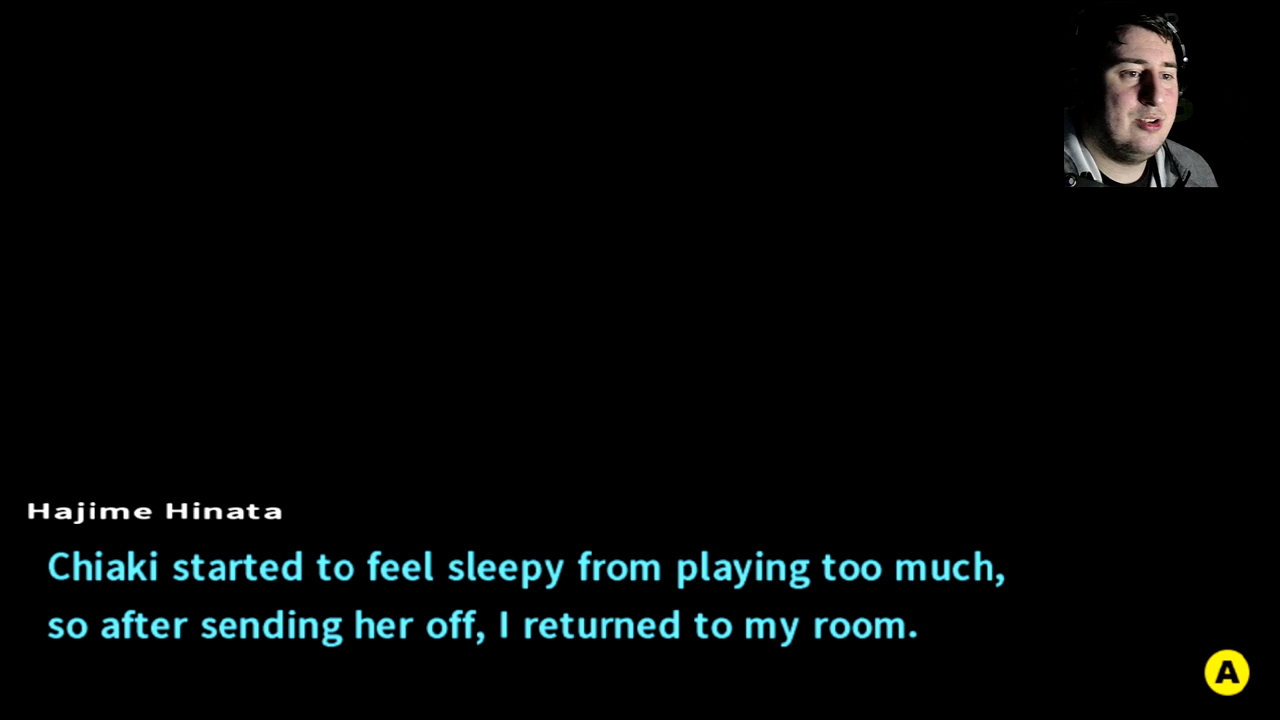 Hajime Hinata
Chiaki started to feel sleepy from playing too much,
so after sending her off, I returned to my room.
A